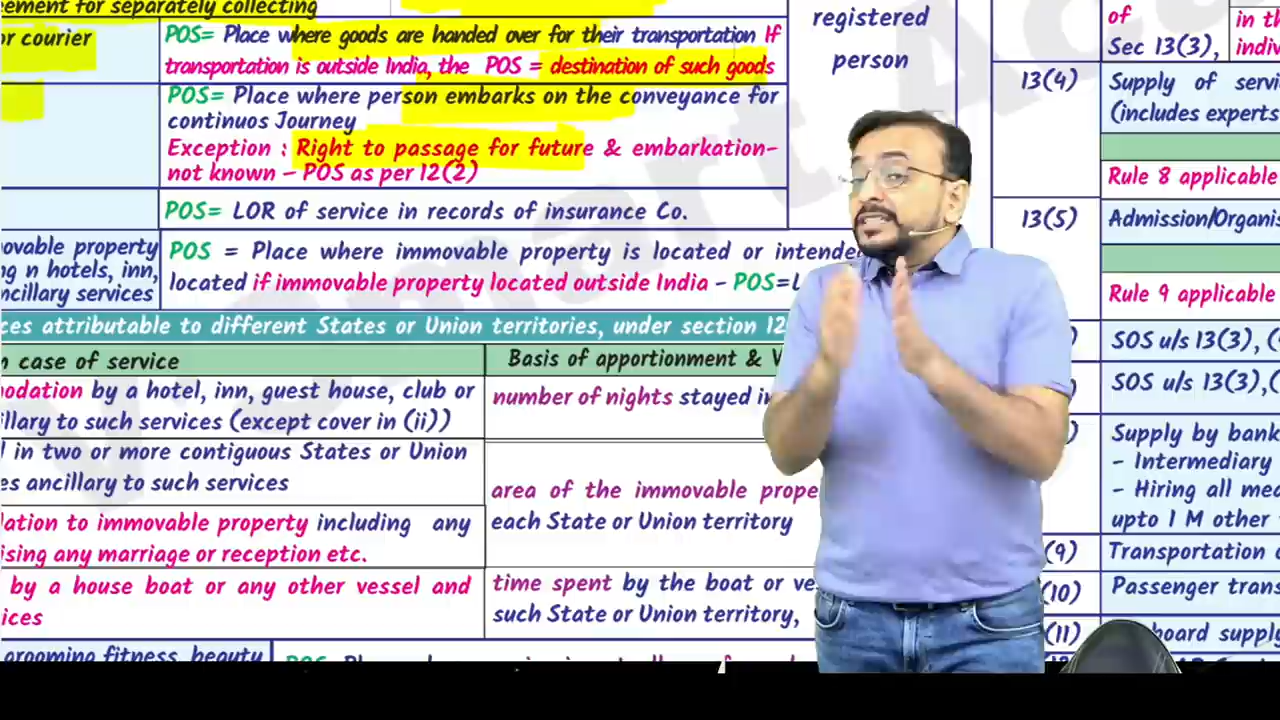 eement for separately collecting
or courier
POS= Place where goods are handed over for their transportation If
transportation is outside India, the POS = destination of such goods
POS= Place where person embarks on the conveyance for
continuos Journey
Exception : Right to passage for future & embarkation-
not known – POS as per 12(2)
POS= LOR of service in records of insurance Co.
ovable property
ng n hotels, inn,
ncillary services
POS = Place where immovable property is located or intende
located if immovable property located outside India - POS=L
ces attributable to different States or Union territories, under section 12
n case of service
Basis of apportionment & V
odation by a hotel, inn, guest house, club or
illary to such services (except cover in (ii))
number of nights stayed in
l in two or more contiguous States or Union
es ancillary to such services
lation to immovable property including any
ising any marriage or reception etc.
area of the immovable prope
each State or Union territory
by a house boat or any other vessel and
ices
time spent by the boat or ve
such State or Union territory,
grooming fitness, beauty
registered
person
of
Sec 13(3),
in th
indiv
13(4)
Supply of servi
(includes experts
Rule 8 applicable
13(5)
Admission/Organis
Rule 9 applicable
SOS u/s 13(3), (
SOS u/s 13(3),(
Supply by bank
- Intermediary
- Hiring all mea
upto 1 M other
(9)
Transportation o
(10)
Passenger trans
(11)
board supply